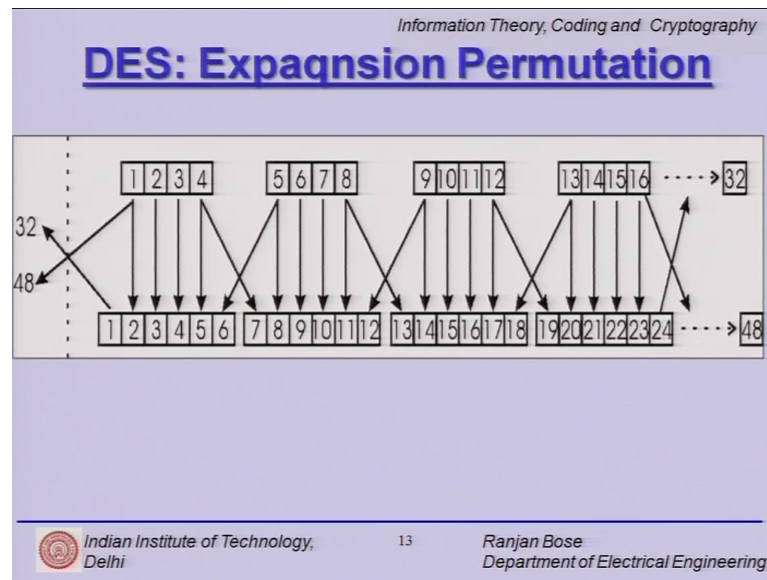 Information Theory, Coding and Cryptography
DES: Expaqnsion Permutation
1 2 3 4 5 6 7 8 9 10 11 12 13 14 15 16 32
32
48
1 2 3 4 5 6 7 8 9 10 11 12 13 14 15 16 17 18 19 20 21 22 23 24 48
Indian Institute of Technology, 13 Ranjan Bose
Delhi Department of Electrical Engineering